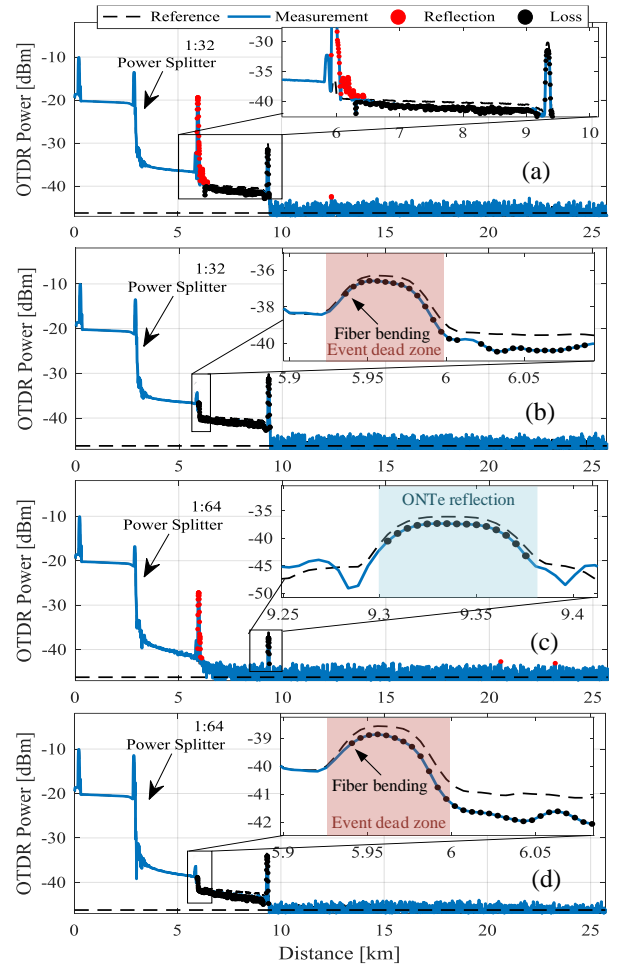 Reference Measurement Reflection Loss
OTDR Power [dBm]
-10
-20
-30
-40
0 5 10 15 20 25
1:32
Power Splitter
-30
-35
-40
6 7 8 9 10
(a)
OTDR Power [dBm]
-10
-20
-30
-40
0 5 10 15 20 25
1:32
Power Splitter
-36
-38
-40
5.9 5.95 6 6.05
Fiber bending
Event dead zone
(b)
OTDR Power [dBm]
-10
-20
-30
-40
0 5 10 15 20 25
1:64
Power Splitter
-35
-40
-45
-50
9.25 9.3 9.35 9.4
ONTe reflection
(c)
OTDR Power [dBm]
-10
-20
-30
-40
0 5 10 15 20 25
1:64
Power Splitter
-39
-40
-41
-42
5.9 5.95 6 6.05
Fiber bending
Event dead zone
(d)
Distance [km]